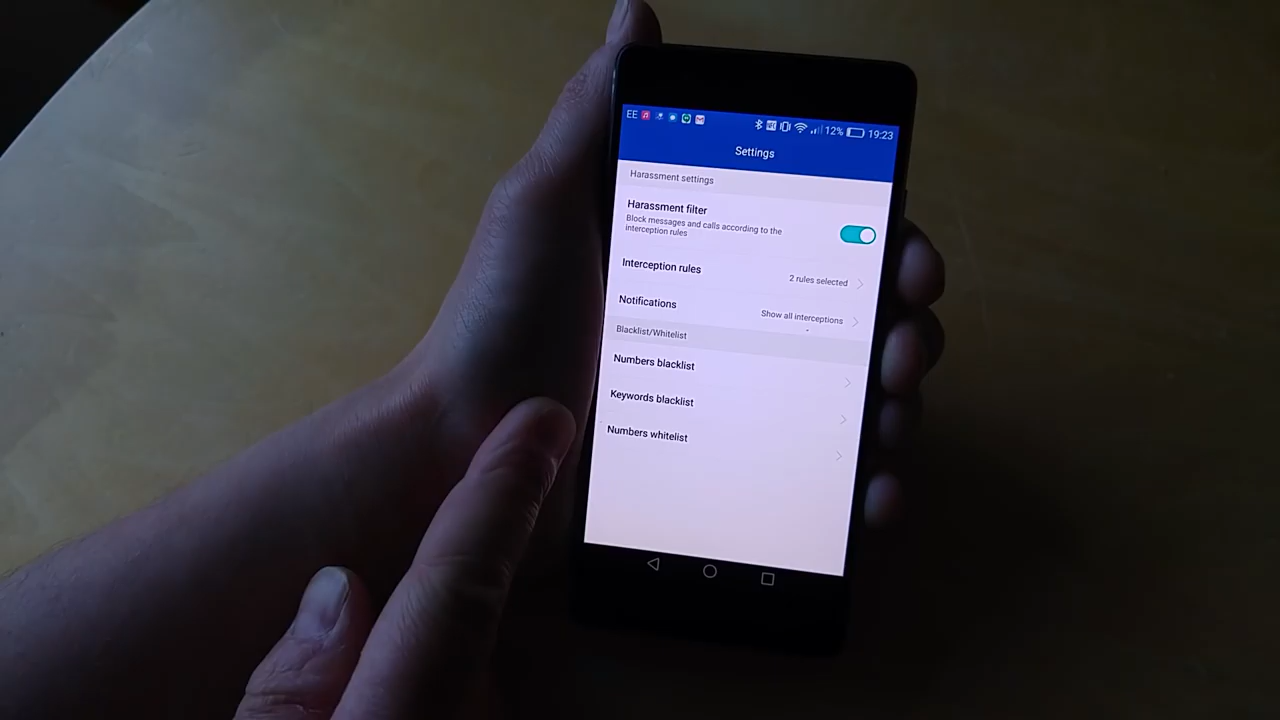 EE 12% 19:23
Settings
Harassment settings
Harassment filter
Block messages and calls according to the
interception rules
Interception rules 2 rules selected
Notifications Show all interceptions
Blacklist/Whitelist
Numbers blacklist
Keywords blacklist
Numbers whitelist